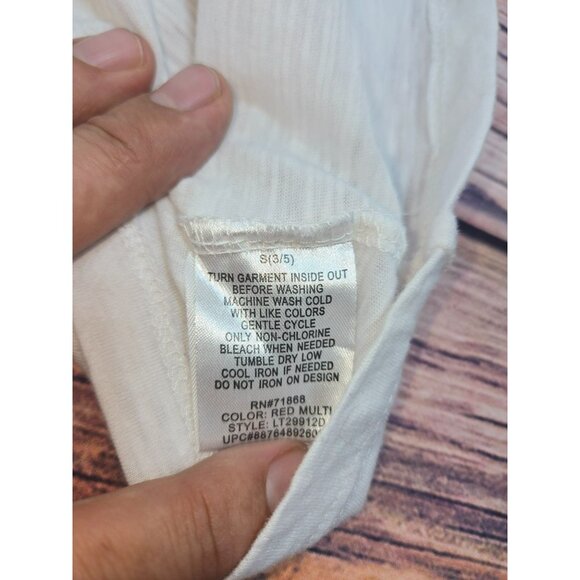 S(3/5)
TURN GARMENT INSIDE OUT
BEFORE WASHING
MACHINE WASH COLD
WITH LIKE COLORS
GENTLE CYCLE
ONLY NON-CHLORINE
BLEACH WHEN NEEDED
TUMBLE DRY LOW
COOL IRON IF NEEDED
DO NOT IRON ON DESIGN
RN#71868
COLOR: RED MULTI
STYLE: LT29912D